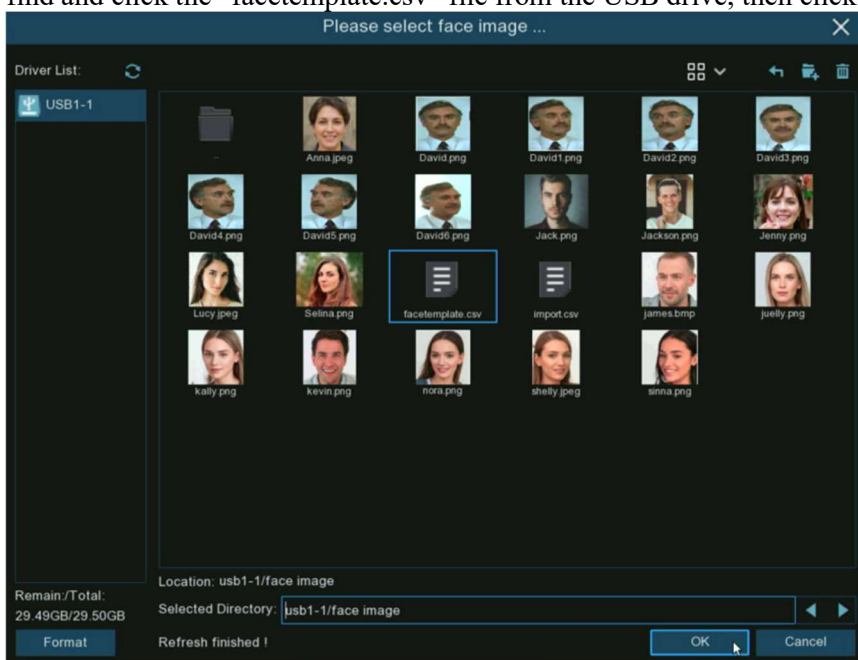 find and click the "facetemplate.csv" file from the USB drive, then click
Please select face image ...
Driver List:
USB1-1
..
Anna.jpeg
David.png
David1.png
David2.png
David3.png
David4.png
David5.png
David6.png
Jack.png
Jackson.png
Jenny.png
Lucy.jpeg
Selina.png
facetemplate.csv
import.csv
james.bmp
juelly.png
kally.png
kevin.png
nora.png
shelly.jpeg
sinna.png
Location: usb1-1/face image
Remain:/Total:
29.49GB/29.50GB
Selected Directory: usb1-1/face image
Format
Refresh finished !
OK
Cancel